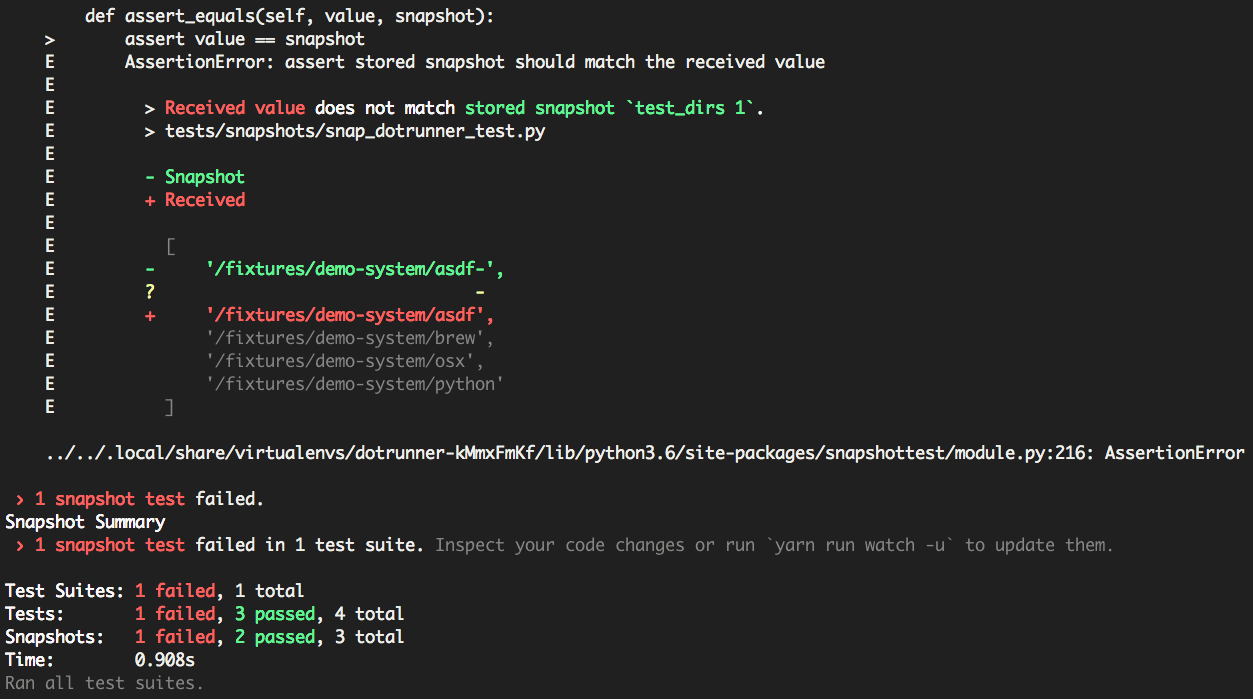 def assert_equals(self, value, snapshot):
> assert value == snapshot
E AssertionError: assert stored snapshot should match the received value
E
E > Received value does not match stored snapshot `test_dirs 1`.
E > tests/snapshots/snap_dotrunner_test.py
E
E - Snapshot
E + Received
E
E [
E - '/fixtures/demo-system/asdf-',
E ? -
E + '/fixtures/demo-system/asdf',
E '/fixtures/demo-system/brew',
E '/fixtures/demo-system/osx',
E '/fixtures/demo-system/python'
E ]
../../.local/share/virtualenvs/dotrunner-kMmxFmKf/lib/python3.6/site-packages/snapshottest/module.py:216: AssertionError
› 1 snapshot test failed.
Snapshot Summary
› 1 snapshot test failed in 1 test suite. Inspect your code changes or run `yarn run watch -u` to update them.
Test Suites: 1 failed, 1 total
Tests: 1 failed, 3 passed, 4 total
Snapshots: 1 failed, 2 passed, 3 total
Time: 0.908s
Ran all test suites.